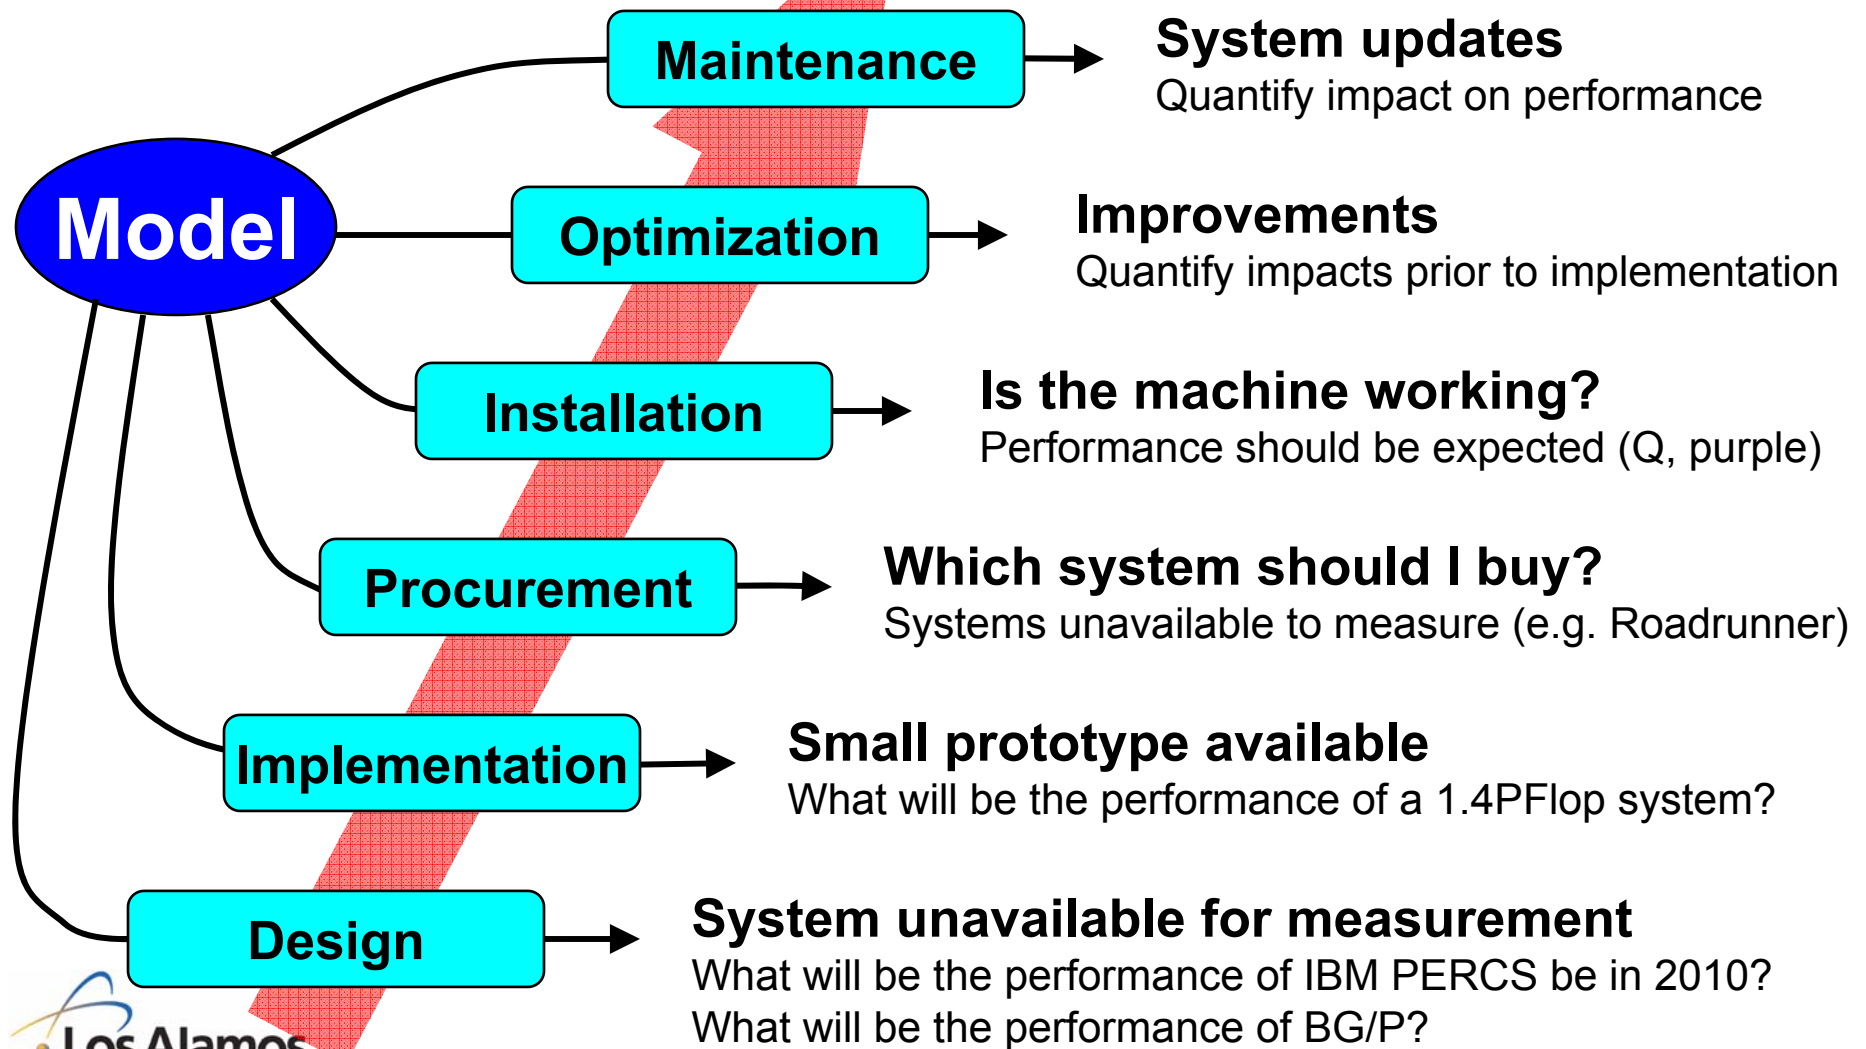 Maintenance
System updates
Quantify impact on performance
Model
Optimization
Improvements
Quantify impacts prior to implementation
Installation
Is the machine working?
Performance should be expected (Q, purple)
Procurement
Which system should I buy?
Systems unavailable to measure (e.g. Roadrunner)
Implementation
Small prototype available
What will be the performance of a 1.4PFlop system?
Design
System unavailable for measurement
What will be the performance of IBM PERCS be in 2010?
What will be the performance of BG/P?
Los Alamos